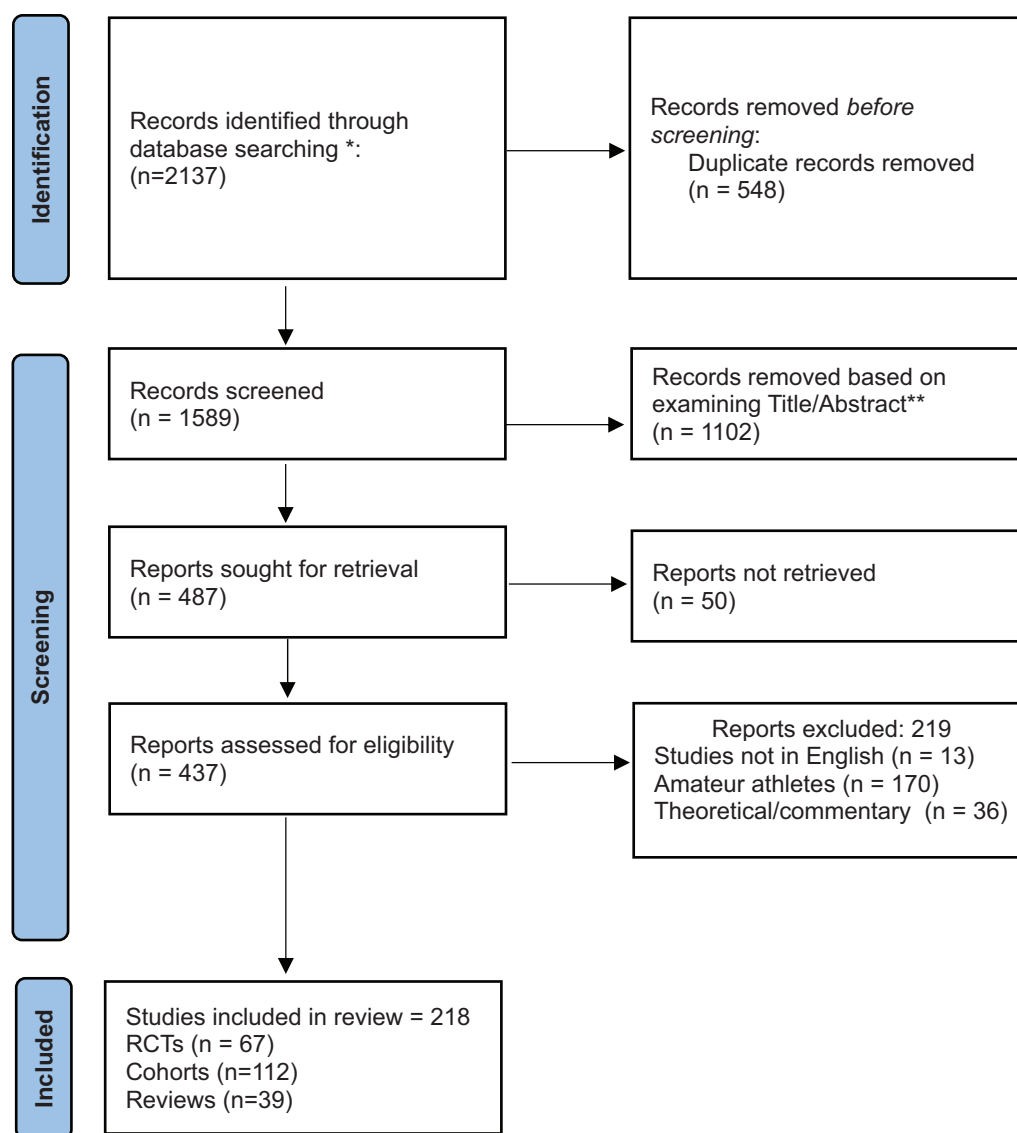 Identification
Records identified through
database searching *:
(n=2137)
Records removed before
screening:
Duplicate records removed
(n = 548)
Screening
Records screened
(n = 1589)
Records removed based on
examining Title/Abstract**
(n = 1102)
Reports sought for retrieval
(n = 487)
Reports not retrieved
(n = 50)
Reports assessed for eligibility
(n = 437)
Reports excluded: 219
Studies not in English (n = 13)
Amateur athletes (n = 170)
Theoretical/commentary (n = 36)
Included
Studies included in review = 218
RCTs (n = 67)
Cohorts (n=112)
Reviews (n=39)